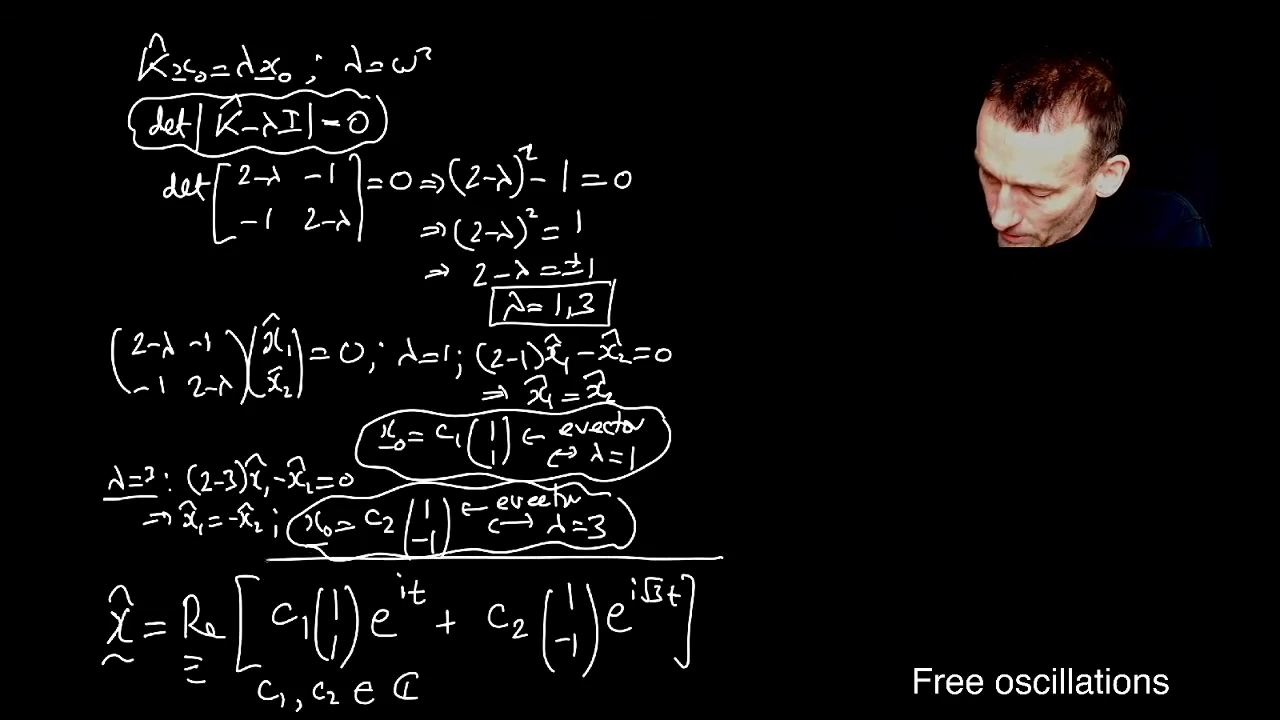 K̂x₀ = λx₀ ; λ = ω²
det|K̂-λI| = 0
det[2-λ -1
-1 2-λ] = 0 ⇒ (2-λ)² - 1 = 0
⇒ (2-λ)² = 1
⇒ 2-λ = ±1
λ = 1,3
(2-λ -1
-1 2-λ)(x̂₁
x̂₂) = 0; λ=1; (2-1)x̂₁ - x̂₂ = 0
⇒ x̂₁ = x̂₂
x₀ = c₁(1
1) ← evector
↔ λ=1
λ=3: (2-3)x̂₁ - x̂₂ = 0
⇒ x̂₁ = -x̂₂ ; x₀ = c₂(1
-1) ← evector
↔ λ=3
x̂ = Re[c₁(1
1)e^{it} + c₂(1
-1)e^{i√3t}]
c₁, c₂ ∈ ℂ
Free oscillations